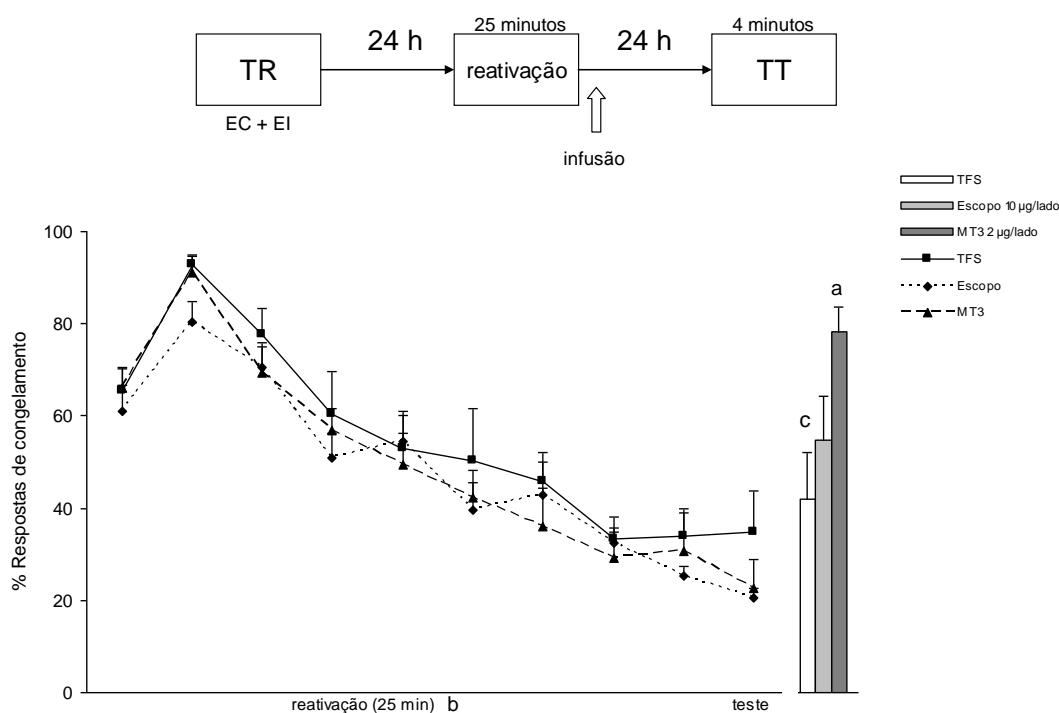 24 h
25 minutos
24 h
4 minutos
TR
reativação
TT
EC + EI
infusão
TFS
Escopo 10 µg/lado
MT3 2 µg/lado
TFS
Escopo
MT3
% Respostas de congelamento
100
80
60
40
20
0
c
a
reativação (25 min) b
teste